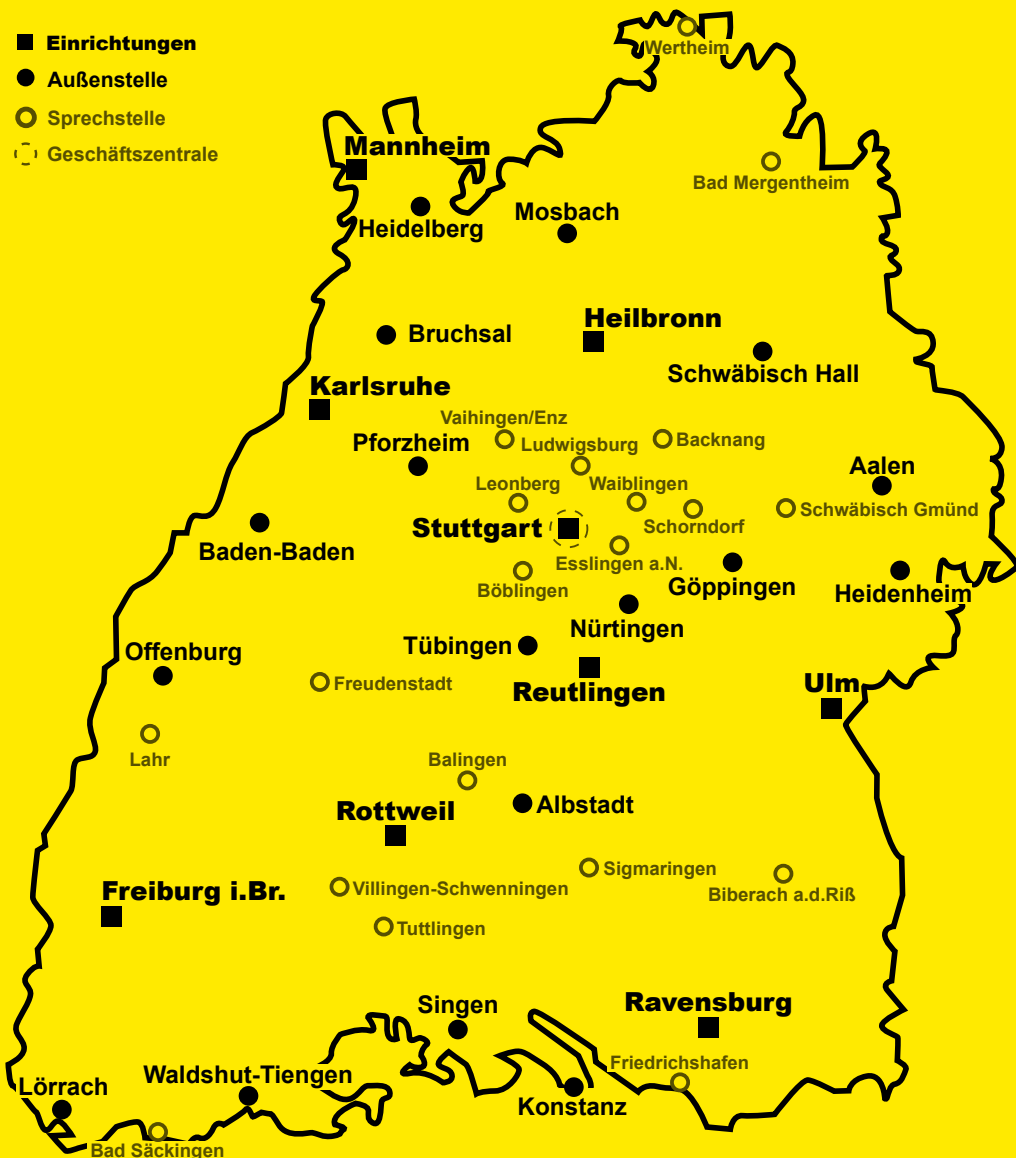 Einrichtungen
Außenstelle
Sprechstelle
Geschäftszentrale
Wertheim
Mannheim
Bad Mergentheim
Heidelberg
Mosbach
Bruchsal
Heilbronn
Schwäbisch Hall
Karlsruhe
Vaihingen/Enz
Pforzheim
Ludwigsburg
Backnang
Aalen
Leonberg
Waiblingen
Stuttgart
Schorndorf
Schwäbisch Gmünd
Baden-Baden
Esslingen a.N.
Böblingen
Göppingen
Heidenheim
Nürtingen
Tübingen
Offenburg
Freudenstadt
Reutlingen
Ulm
Lahr
Balingen
Albstadt
Rottweil
Sigmaringen
Freiburg i.Br.
Villingen-Schwenningen
Biberach a.d.Riß
Tuttlingen
Singen
Ravensburg
Friedrichshafen
Waldshut-Tiengen
Lörrach
Konstanz
Bad Säckingen